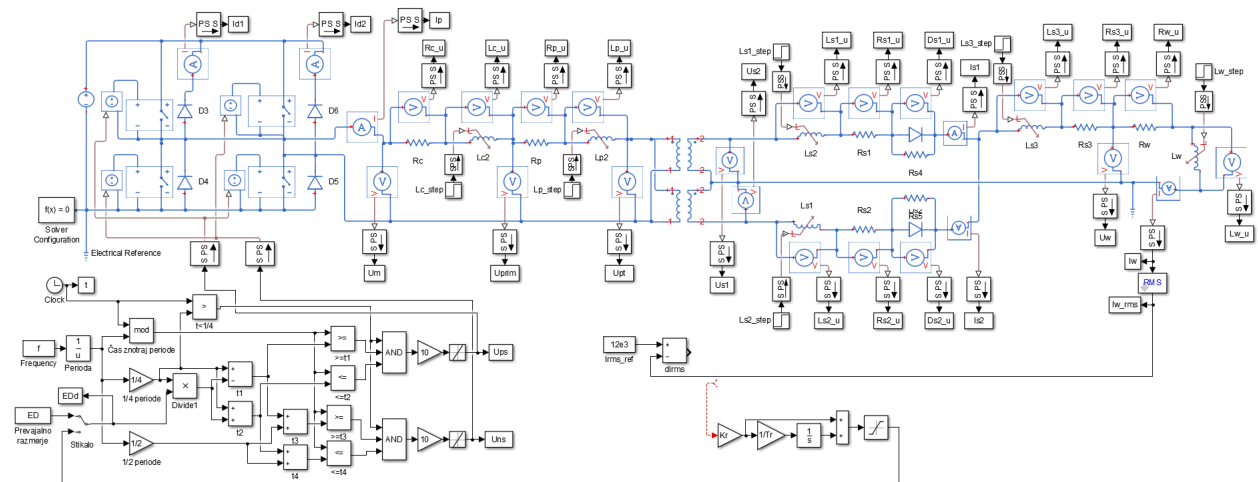 PS S
Id1
PS S
Id2
PS S
Ip
Rc_u
Lc_u
Rp_u
Lp_u
Ls1_step
Us2
Ls1_u
Rs1_u
Ds1_u
Is1
Ls3_step
Ls3_u
Rs3_u
Rw_u
Lw_step
D3
D6
D4
D5
Rc
Lc2
Rp
Lp2
Lc_step
Lp_step
Ls2
Rs1
Rs4
Ls3
Rs3
Rw
Lw
f(x) = 0
Solver
Configuration
Electrical Reference
Um
Uprim
Upt
Us1
Ls1
Rs2
Rs5
Ls2_step
Ls2_u
Rs2_u
Ds2_u
Is2
Uw
Lw_u
Iw
RMS
Iw_rms
Clock
t
>
t<1/4
mod
Čas znotraj periode
f
Frequency
1
u
Perioda
1/4
1/4 periode
×
Divide1
t1
t2
>=
>=t1
<=
<=t2
AND
10
Ups
EDd
ED
Prevajalno
razmerje
Stikalo
1/2
1/2 periode
t3
t4
>=
>=t3
<=
<=t4
AND
10
Uns
12e3
Irms_ref
dIrms
Kr
1/Tr
1
s